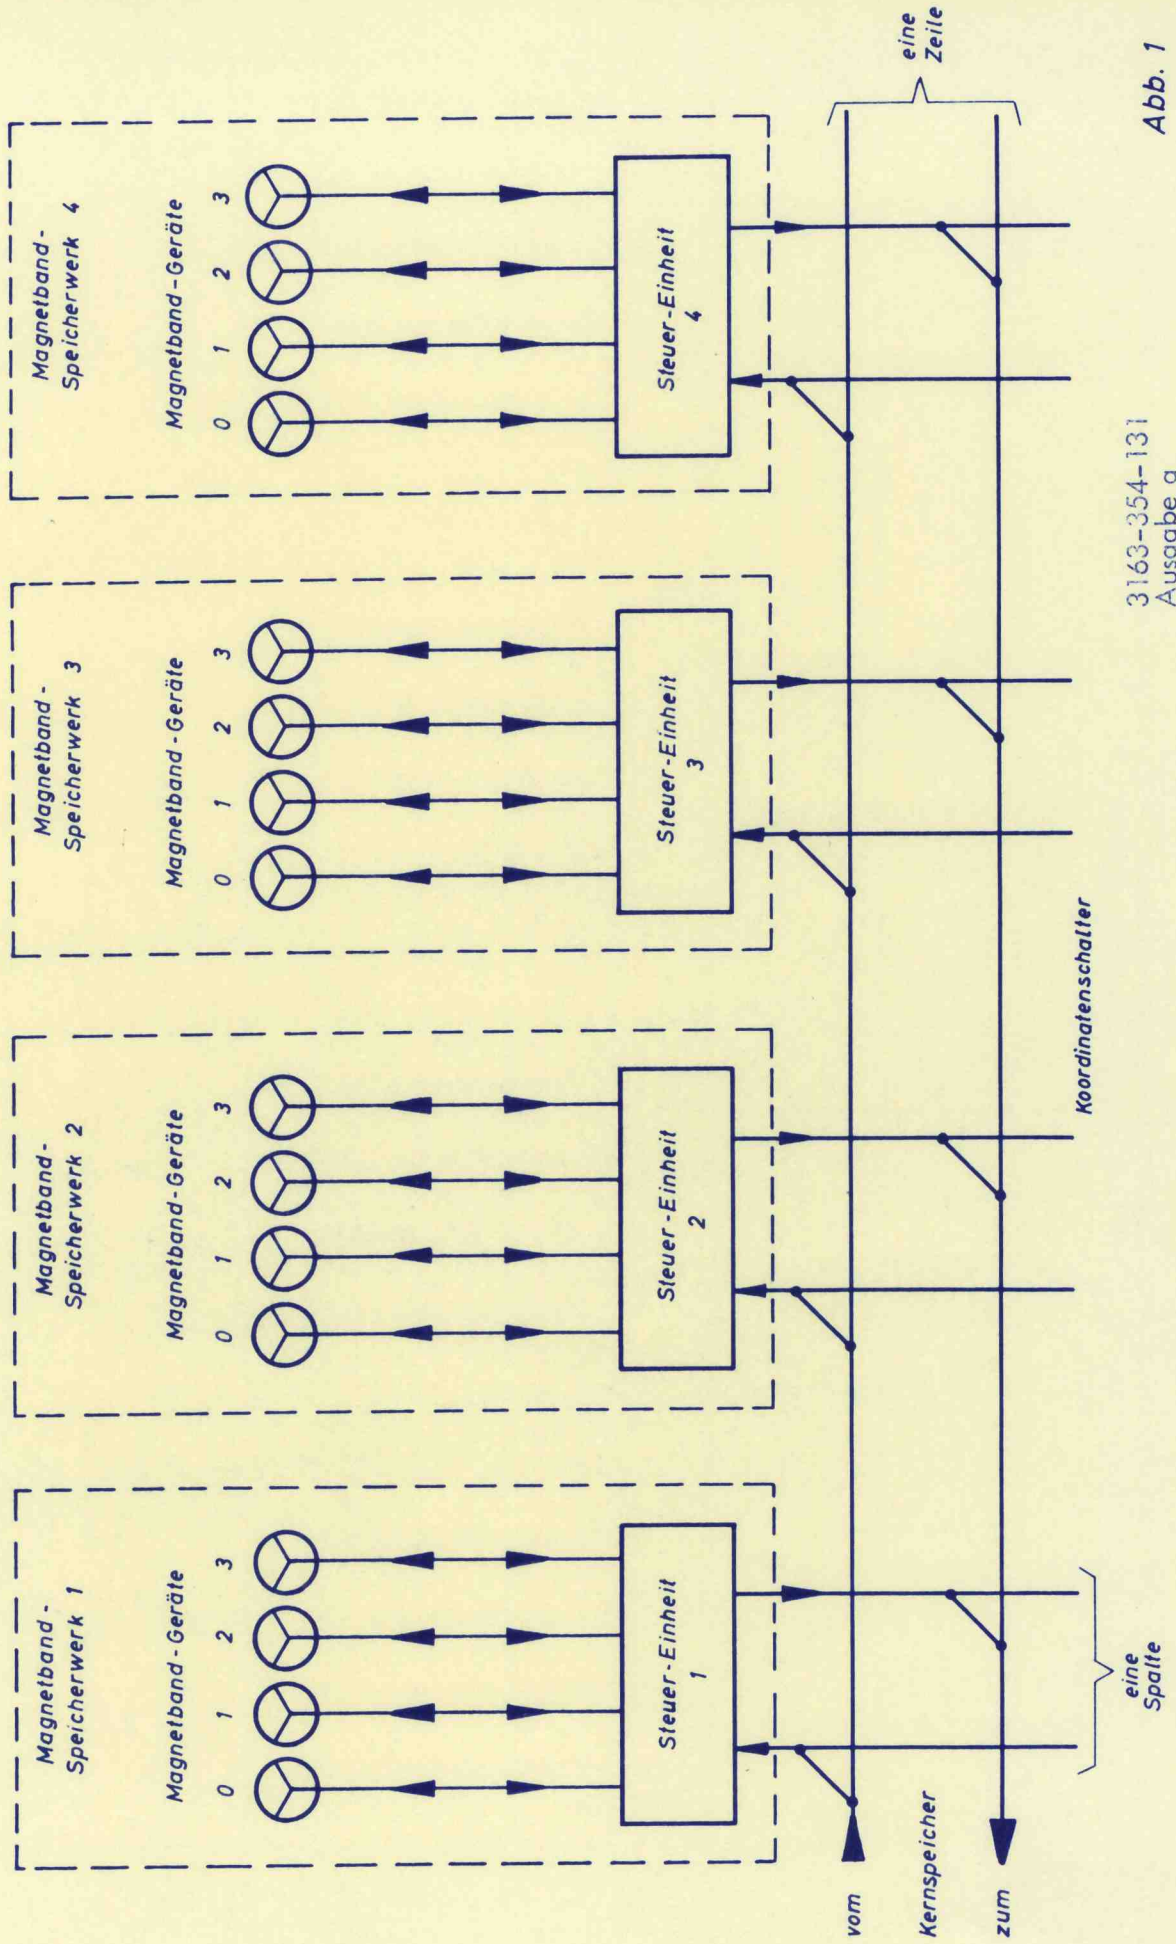 Magnetband-
Speicherwerk 1
Magnetband-Geräte
0 1 2 3
Steuer-Einheit
1
Magnetband-
Speicherwerk 2
Magnetband-Geräte
0 1 2 3
Steuer-Einheit
2
Magnetband-
Speicherwerk 3
Magnetband-Geräte
0 1 2 3
Steuer-Einheit
3
Magnetband-
Speicherwerk 4
Magnetband-Geräte
0 1 2 3
Steuer-Einheit
4
vom
Kernspeicher
zum
eine
Zeile
eine
Spalte
Koordinatenschalter
3163-354-131
Ausgabe a
Abb. 1